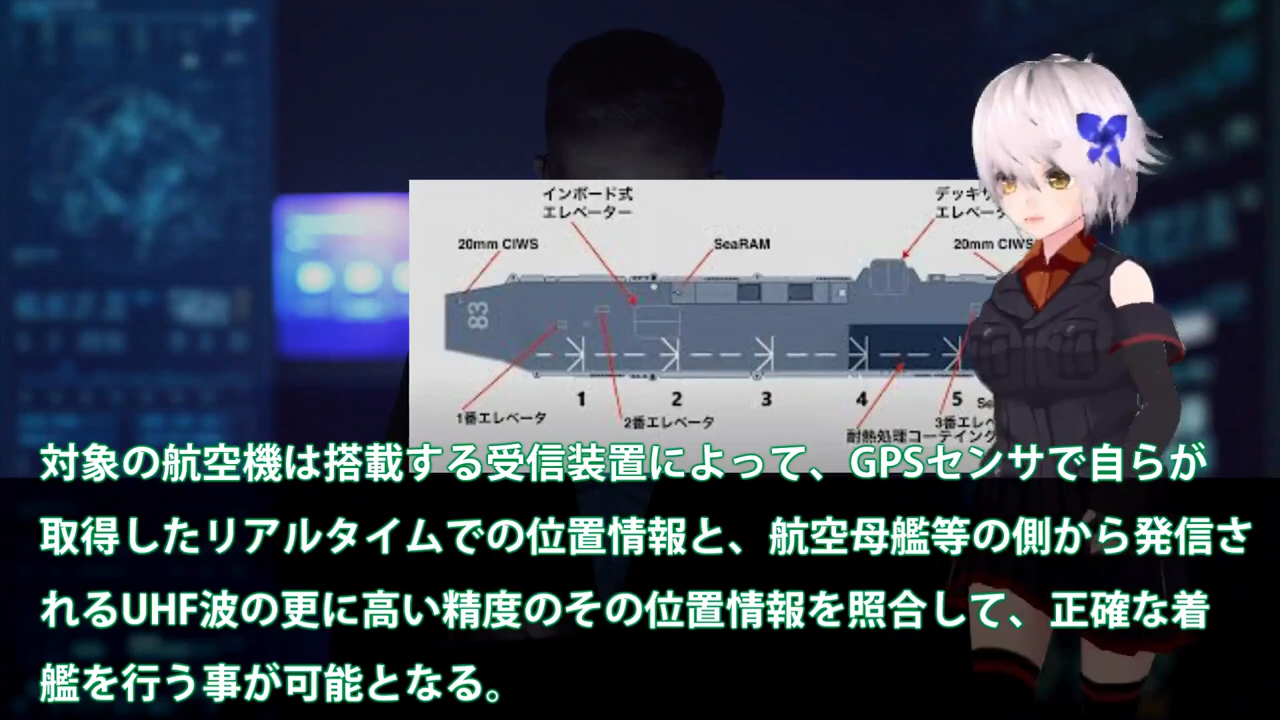 インボード式
エレベーター
デッキサ
エレベータ
20mm CIWS
SeaRAM
20mm CIWS
83
1
2
3
4
5
Se
1番エレベータ
2番エレベータ
3番エレベ
耐熱処理コーティング
対象の航空機は搭載する受信装置によって、GPSセンサで自らが
取得したリアルタイムでの位置情報と、航空母艦等の側から発信さ
れるUHF波の更に高い精度のその位置情報を照合して、正確な着
艦を行う事が可能となる。